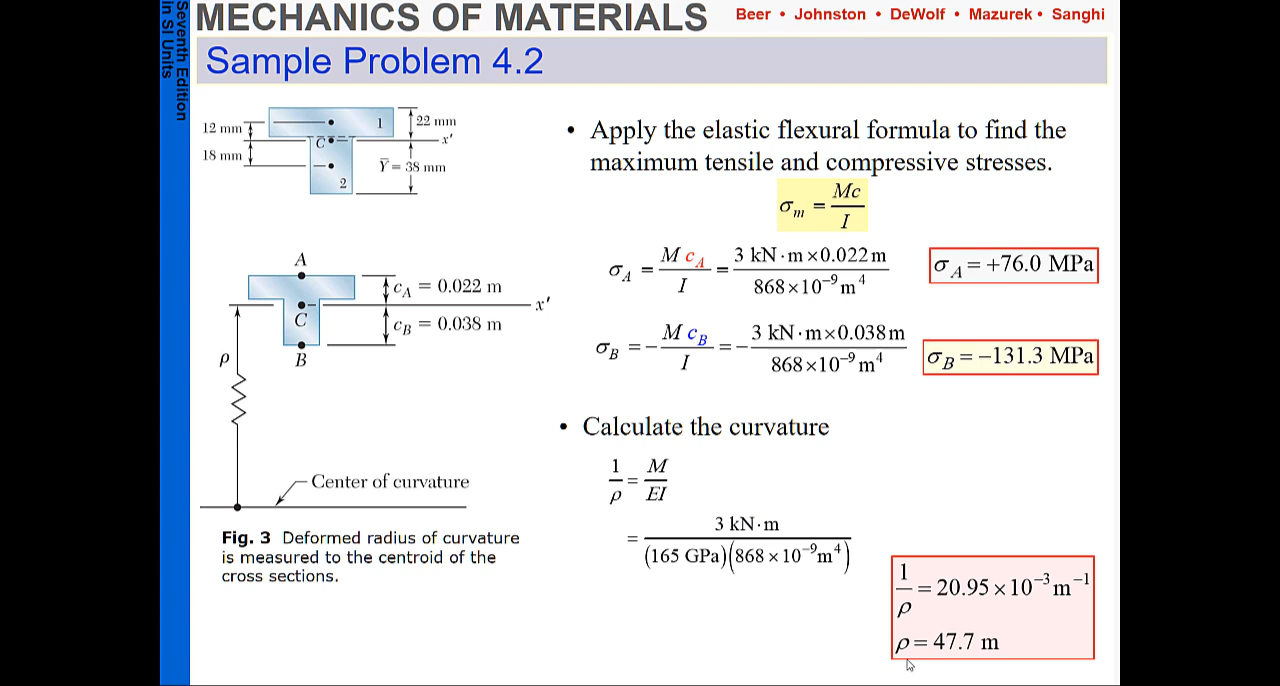 Seventh Edition
in SI Units
MECHANICS OF MATERIALS
Beer • Johnston • DeWolf • Mazurek • Sanghi
Sample Problem 4.2
12 mm
18 mm
1
22 mm
C
x′
Y̅ = 38 mm
2
• Apply the elastic flexural formula to find the
maximum tensile and compressive stresses.
σ_m = Mc / I
σ_A = M c_A / I = 3 kN·m×0.022m / 868×10⁻⁹ m⁴
σ_A = +76.0 MPa
σ_B = −M c_B / I = −3 kN·m×0.038m / 868×10⁻⁹ m⁴
σ_B = −131.3 MPa
A
c_A = 0.022 m
C
x′
c_B = 0.038 m
B
ρ
Center of curvature
Fig. 3 Deformed radius of curvature
is measured to the centroid of the
cross sections.
• Calculate the curvature
1/ρ = M/EI
= 3 kN·m / (165 GPa)(868×10⁻⁹m⁴)
1/ρ = 20.95×10⁻³ m⁻¹
ρ = 47.7 m